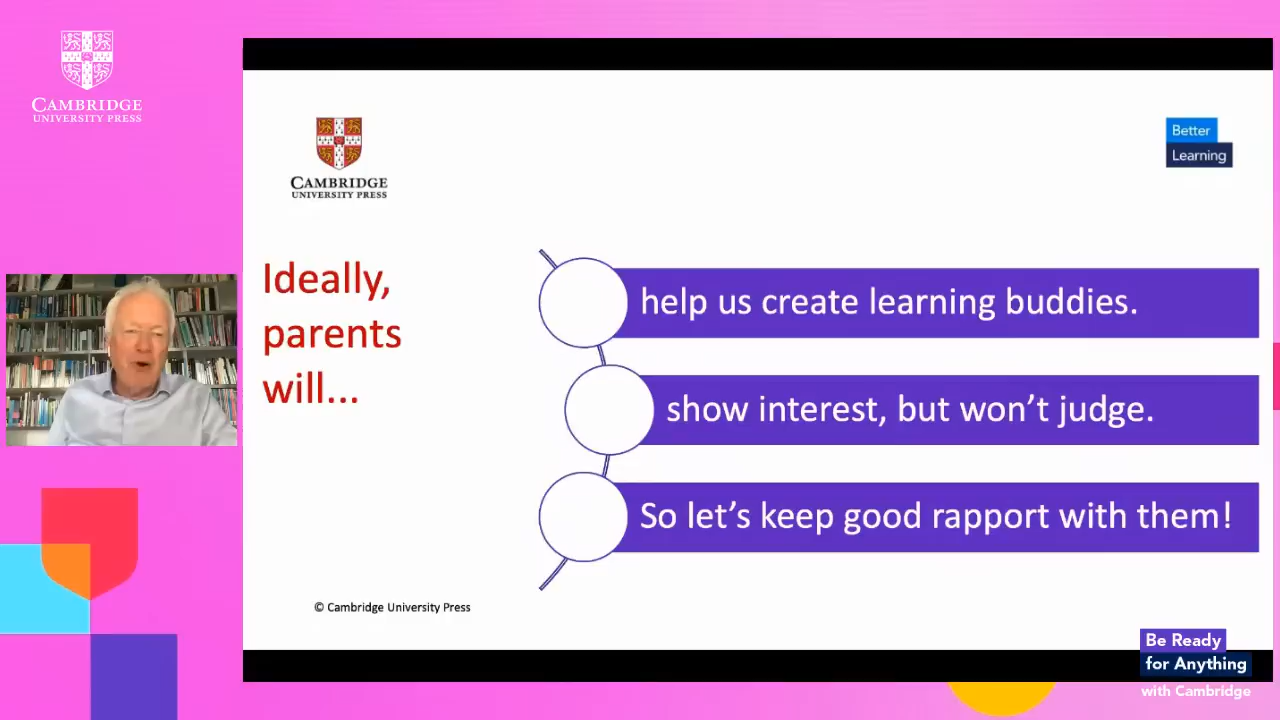 CAMBRIDGE
UNIVERSITY PRESS
CAMBRIDGE
UNIVERSITY PRESS
Better
Learning
Ideally,
parents
will...
help us create learning buddies.
show interest, but won’t judge.
So let’s keep good rapport with them!
© Cambridge University Press
Be Ready
for Anything
with Cambridge